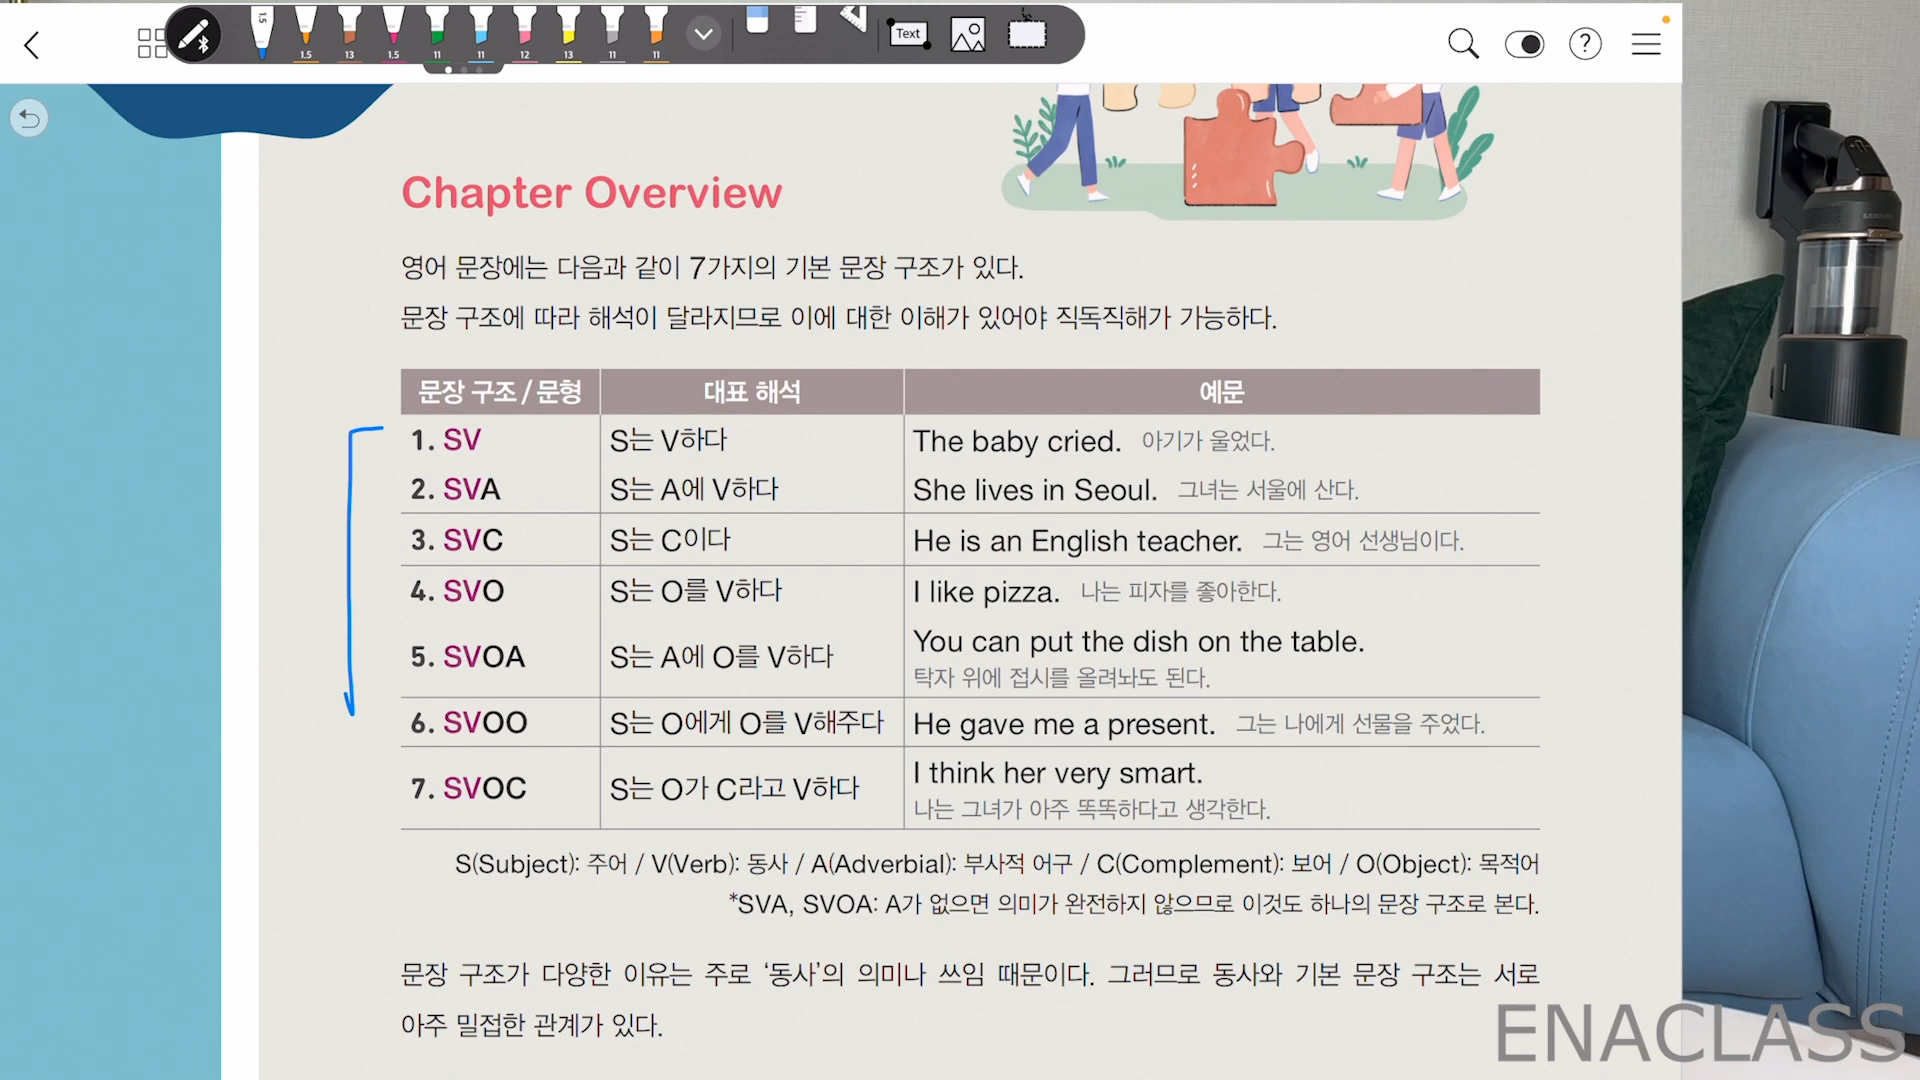 1.5
1.5
13
1.5
11
11
12
13
11
11
Text
?
Chapter Overview
영어 문장에는 다음과 같이 7가지의 기본 문장 구조가 있다.
문장 구조에 따라 해석이 달라지므로 이에 대한 이해가 있어야 직독직해가 가능하다.
문장 구조 / 문형 대표 해석 예문
1. SV S는 V하다 The baby cried. 아기가 울었다.
2. SVA S는 A에 V하다 She lives in Seoul. 그녀는 서울에 산다.
3. SVC S는 C이다 He is an English teacher. 그는 영어 선생님이다.
4. SVO S는 O를 V하다 I like pizza. 나는 피자를 좋아한다.
5. SVOA S는 A에 O를 V하다 You can put the dish on the table.
탁자 위에 접시를 올려놔도 된다.
6. SVOO S는 O에게 O를 V해주다 He gave me a present. 그는 나에게 선물을 주었다.
7. SVOC S는 O가 C라고 V하다 I think her very smart.
나는 그녀가 아주 똑똑하다고 생각한다.
S(Subject): 주어 / V(Verb): 동사 / A(Adverbial): 부사적 어구 / C(Complement): 보어 / O(Object): 목적어
*SVA, SVOA: A가 없으면 의미가 완전하지 않으므로 이것도 하나의 문장 구조로 본다.
문장 구조가 다양한 이유는 주로 ‘동사’의 의미나 쓰임 때문이다. 그러므로 동사와 기본 문장 구조는 서로
아주 밀접한 관계가 있다.
SAMSUNG
ENACLASS